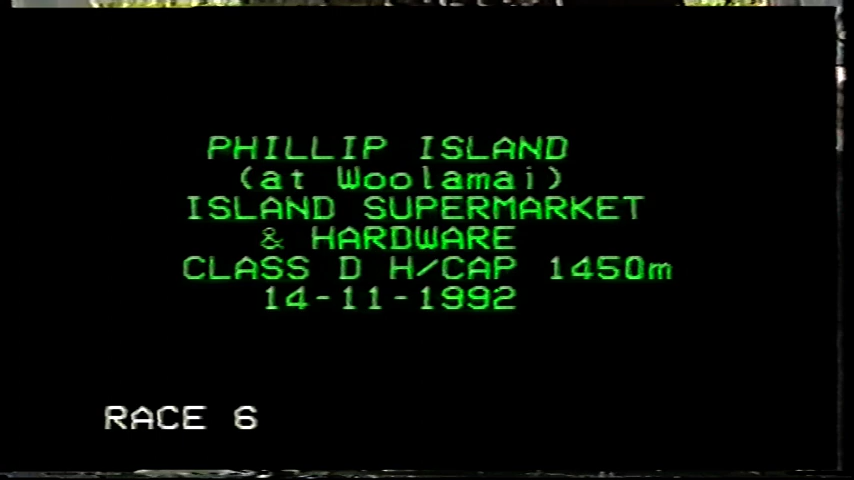 PHILLIP ISLAND
(at Woolamai)
ISLAND SUPERMARKET
& HARDWARE
CLASS D H/CAP 1450m
14-11-1992
RACE 6